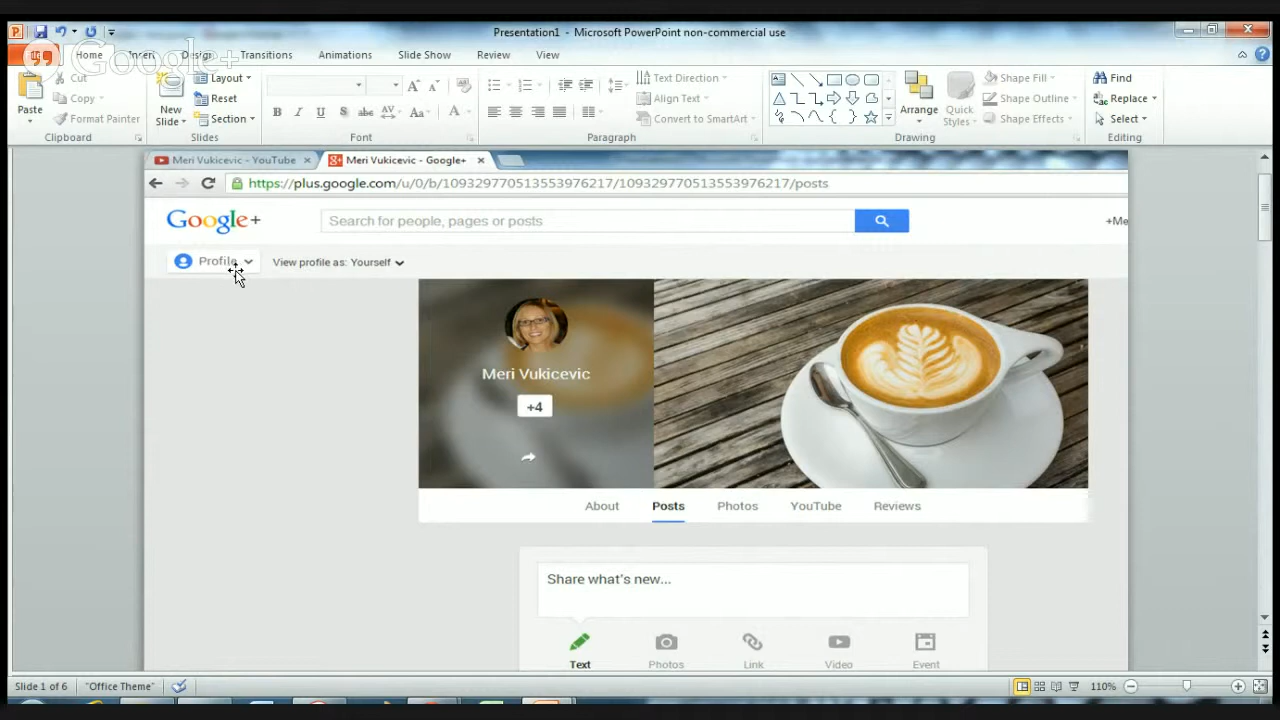 Presentation1 - Microsoft PowerPoint non-commercial use
Google+
Home Insert Design Transitions Animations Slide Show Review View
Paste
Cut
Copy
Format Painter
Clipboard
New
Slide
Layout
Reset
Section
Slides
B I U S abc AV Aa A
Font
Text Direction
Align Text
Convert to SmartArt
Paragraph
Arrange
Quick
Styles
Shape Fill
Shape Outline
Shape Effects
Drawing
Find
Replace
Select
Editing
Meri Vukicevic - YouTube
Meri Vukicevic - Google+
https://plus.google.com/u/0/b/109329770513553976217/109329770513553976217/posts
Google+
Search for people, pages or posts
+Me
Profile
View profile as: Yourself
Meri Vukicevic
+4
About Posts Photos YouTube Reviews
Share what's new...
Text Photos Link Video Event
Slide 1 of 6 "Office Theme" 110%